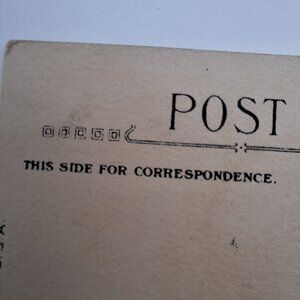 POST
THIS SIDE FOR CORRESPONDENCE.